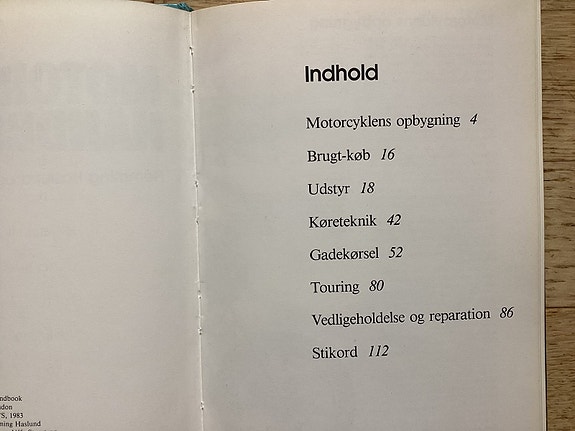 ndbook
ndon
S, 1983
ning Haslund
Indhold
Motorcyklens opbygning 4
Brugt-køb 16
Udstyr 18
Køreteknik 42
Gadekørsel 52
Touring 80
Vedligeholdelse og reparation 86
Stikord 112